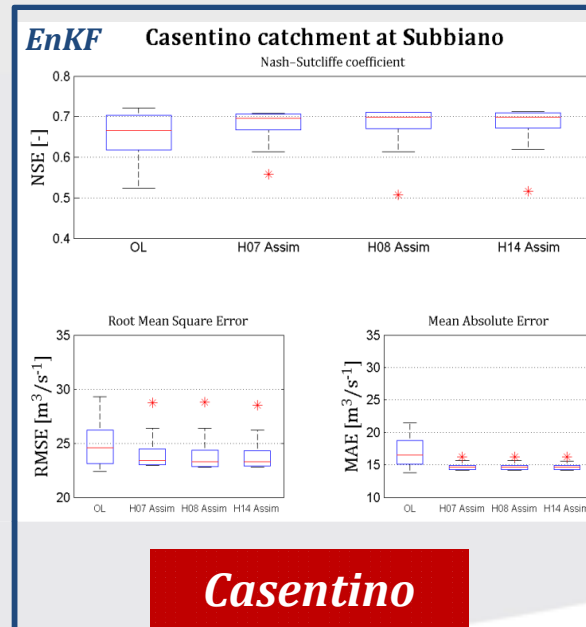 EnKF Casentino catchment at Subbiano
Nash–Sutcliffe coefficient
NSE [-]
0.8
0.7
0.6
0.5
0.4
OL H07 Assim H08 Assim H14 Assim
Root Mean Square Error
RMSE [m³/s⁻¹]
35
30
25
20
OL H07 Assim H08 Assim H14 Assim
Mean Absolute Error
MAE [m³/s⁻¹]
35
30
25
20
15
10
OL H07 Assim H08 Assim H14 Assim
Casentino